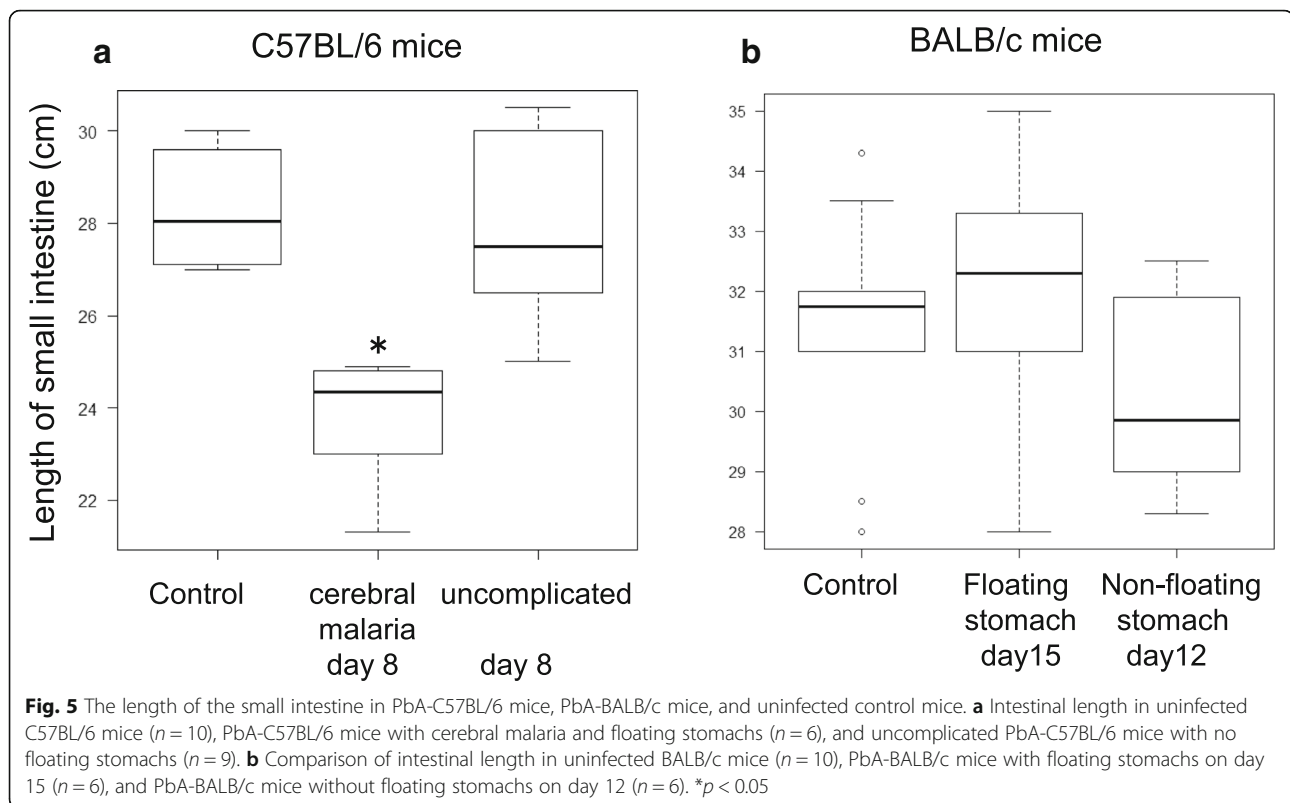 a C57BL/6 mice
Length of small intestine (cm)
30
28
26
24
22
*
Control cerebral uncomplicated
malaria
day 8 day 8
b BALB/c mice
35
34
33
32
31
30
29
28
Control Floating Non-floating
stomach stomach
day15 day12
Fig. 5 The length of the small intestine in PbA-C57BL/6 mice, PbA-BALB/c mice, and uninfected control mice. a Intestinal length in uninfected
C57BL/6 mice (n = 10), PbA-C57BL/6 mice with cerebral malaria and floating stomachs (n = 6), and uncomplicated PbA-C57BL/6 mice with no
floating stomachs (n = 9). b Comparison of intestinal length in uninfected BALB/c mice (n = 10), PbA-BALB/c mice with floating stomachs on day
15 (n = 6), and PbA-BALB/c mice without floating stomachs on day 12 (n = 6). *p < 0.05